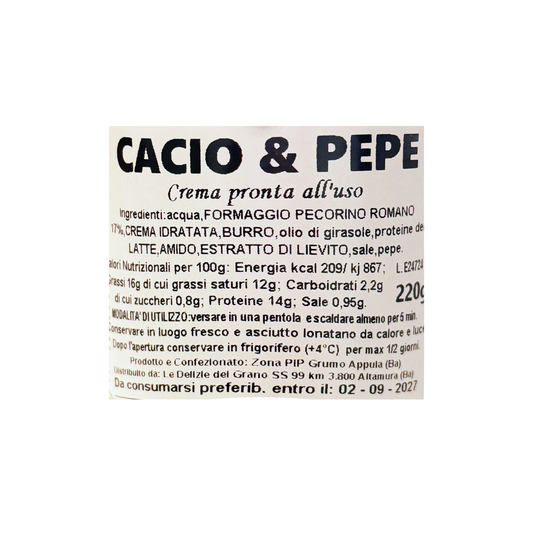 CACIO & PEPE
Crema pronta all'uso
Ingredienti:acqua,FORMAGGIO PECORINO ROMANO
17%,CREMA IDRATATA,BURRO,olio di girasole,proteine de
LATTE,AMIDO,ESTRATTO DI LIEVITO,sale,pepe.
alori Nutrizionali per 100g: Energia kcal 209/ kj 867; L.E24724
Grassi 16g di cui grassi saturi 12g; Carboidrati 2,2g
di cui zuccheri 0,8g; Proteine 14g; Sale 0,95g. 220g
MODALITA' DI UTILIZZO:versare in una pentola e scaldare almeno per 5 min.
Conservare in luogo fresco e asciutto lonatano da calore e luce
Dopo l'apertura conservare in frigorifero (+4°C) per max 1/2 giorni.
Prodotto e Confezionato: Zona PIP Grumo Appula (Ba)
Distribuito da: Le Delizie del Grano SS 99 km 3.800 Altamura (Ba)
Da consumarsi preferib. entro il: 02 - 09 - 2027